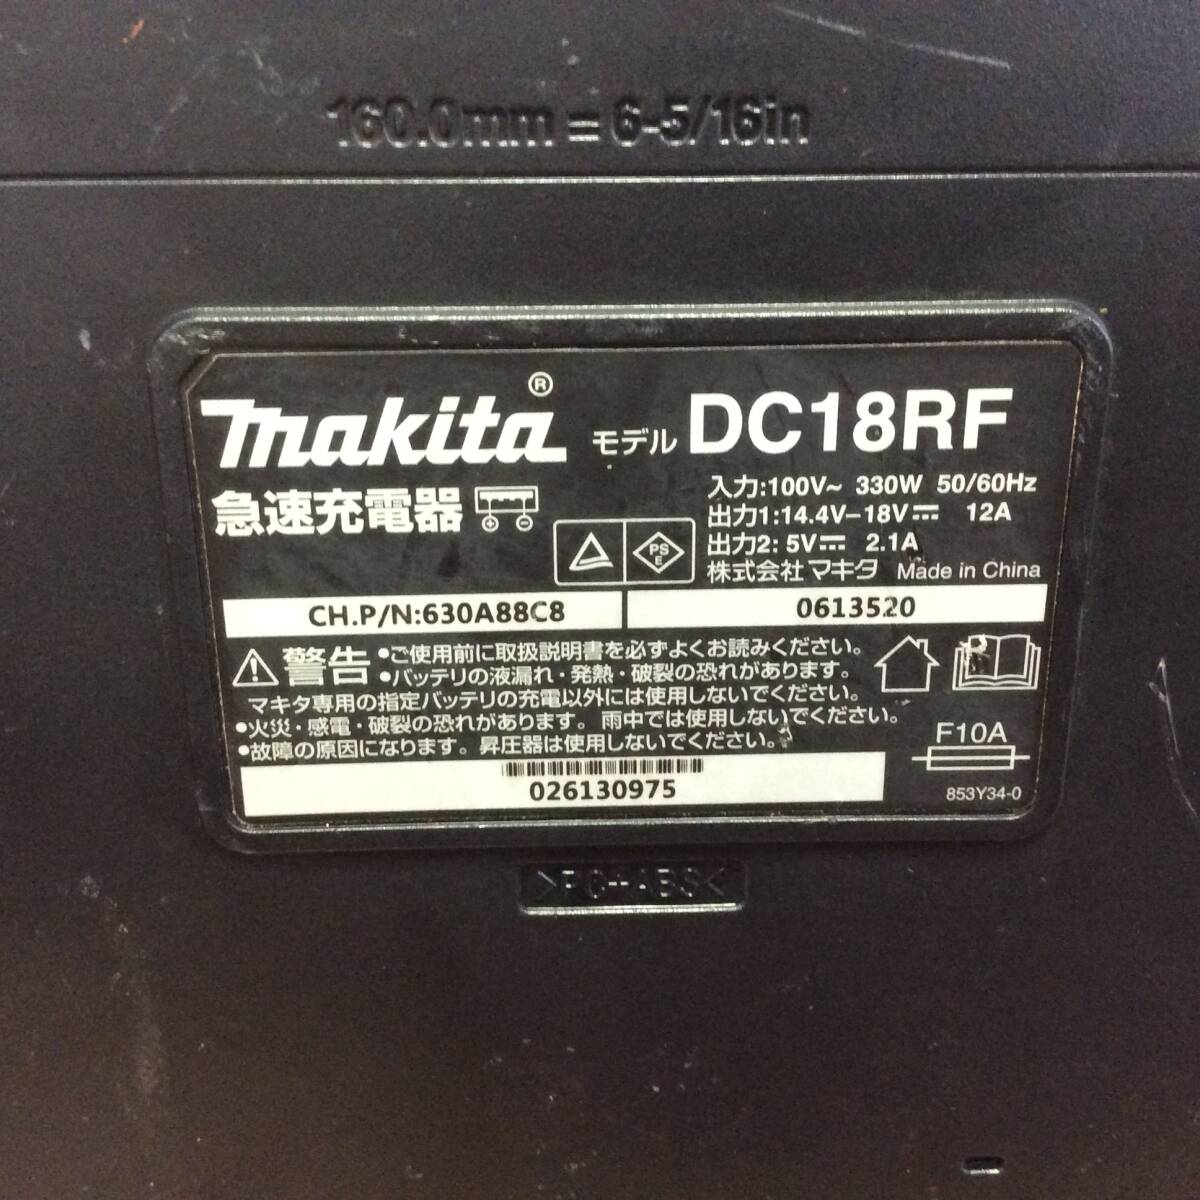 160.0mm = 6-5/16in
makita® モデル DC18RF
急速充電器
入力:100V~ 330W 50/60Hz
出力1:14.4V-18V⎓ 12A
出力2: 5V⎓ 2.1A
PS E
株式会社マキタ Made in China
CH.P/N:630A88C8 0613520
警告 •ご使用前に取扱説明書を必ずよくお読みください。
•バッテリの液漏れ・発熱・破裂の恐れがあります。
マキタ専用の指定バッテリの充電以外には使用しないでください。
•火災・感電・破裂の恐れがあります。雨中では使用しないでください。
•故障の原因になります。昇圧器は使用しないでください。
F10A
026130975
853Y34-0
>PC+ABS<